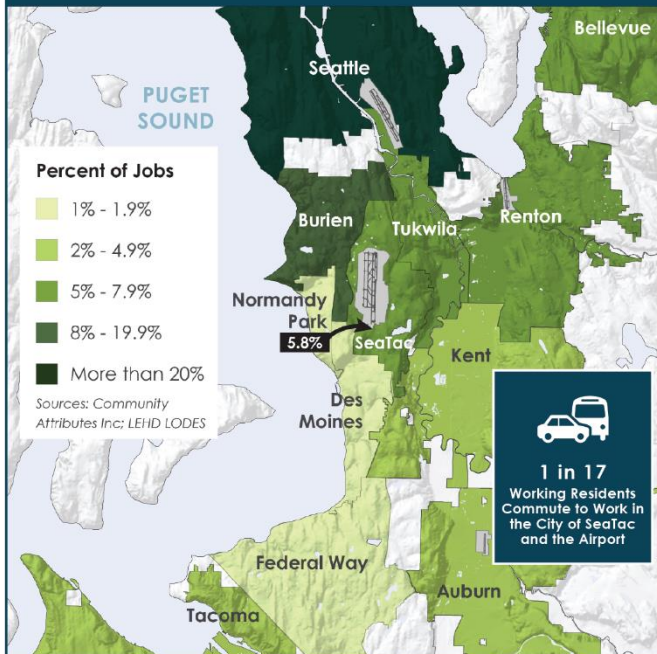 Bellevue
Seattle
PUGET
SOUND
Percent of Jobs
1% - 1.9%
2% - 4.9%
5% - 7.9%
8% - 19.9%
More than 20%
Sources: Community
Attributes Inc; LEHD LODES
Burien
Tukwila
Renton
Normandy
Park
5.8%
SeaTac
Kent
Des
Moines
1 in 17
Working Residents
Commute to Work in
the City of SeaTac
and the Airport
Federal Way
Auburn
Tacoma